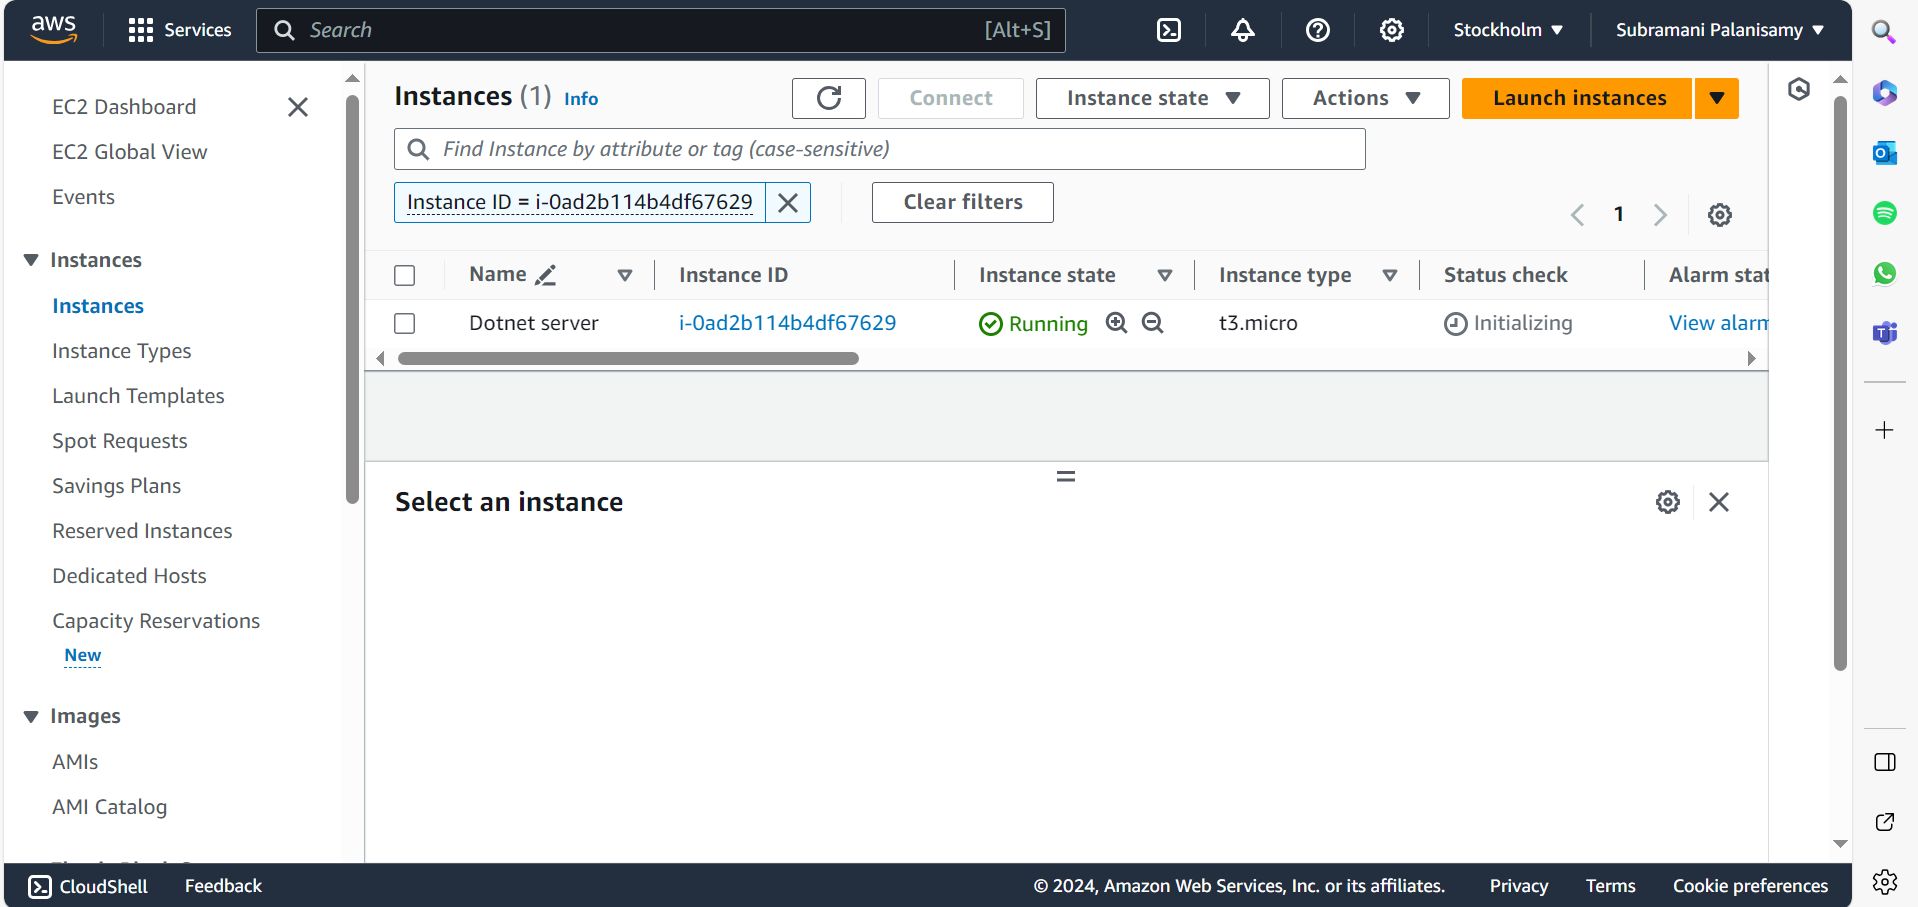 aws
Services
Search [Alt+S]
Stockholm
Subramani Palanisamy
EC2 Dashboard
EC2 Global View
Events
Instances
Instances
Instance Types
Launch Templates
Spot Requests
Savings Plans
Reserved Instances
Dedicated Hosts
Capacity Reservations
New
Images
AMIs
AMI Catalog
Instances (1) Info
Connect
Instance state
Actions
Launch instances
Find Instance by attribute or tag (case-sensitive)
Instance ID = i-0ad2b114b4df67629
Clear filters
1
Name Instance ID Instance state Instance type Status check Alarm stat
Dotnet server i-0ad2b114b4df67629 Running t3.micro Initializing View alarm
Select an instance
CloudShell
Feedback
© 2024, Amazon Web Services, Inc. or its affiliates.
Privacy
Terms
Cookie preferences